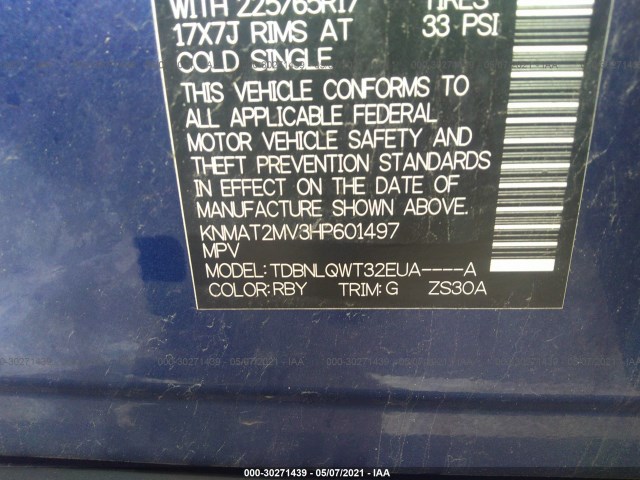 WITH 225/65R17 TIRES
17X7J RIMS AT 33 PSI
COLD SINGLE
THIS VEHICLE CONFORMS TO
ALL APPLICABLE FEDERAL
MOTOR VEHICLE SAFETY AND
THEFT PREVENTION STANDARDS
IN EFFECT ON THE DATE OF
MANUFACTURE SHOWN ABOVE.
KNMAT2MV3HP601497
MPV
MODEL:TDBNLQWT32EUA----A
COLOR:RBY TRIM:G ZS30A
000-30271439 - 05/07/2021 - IAA